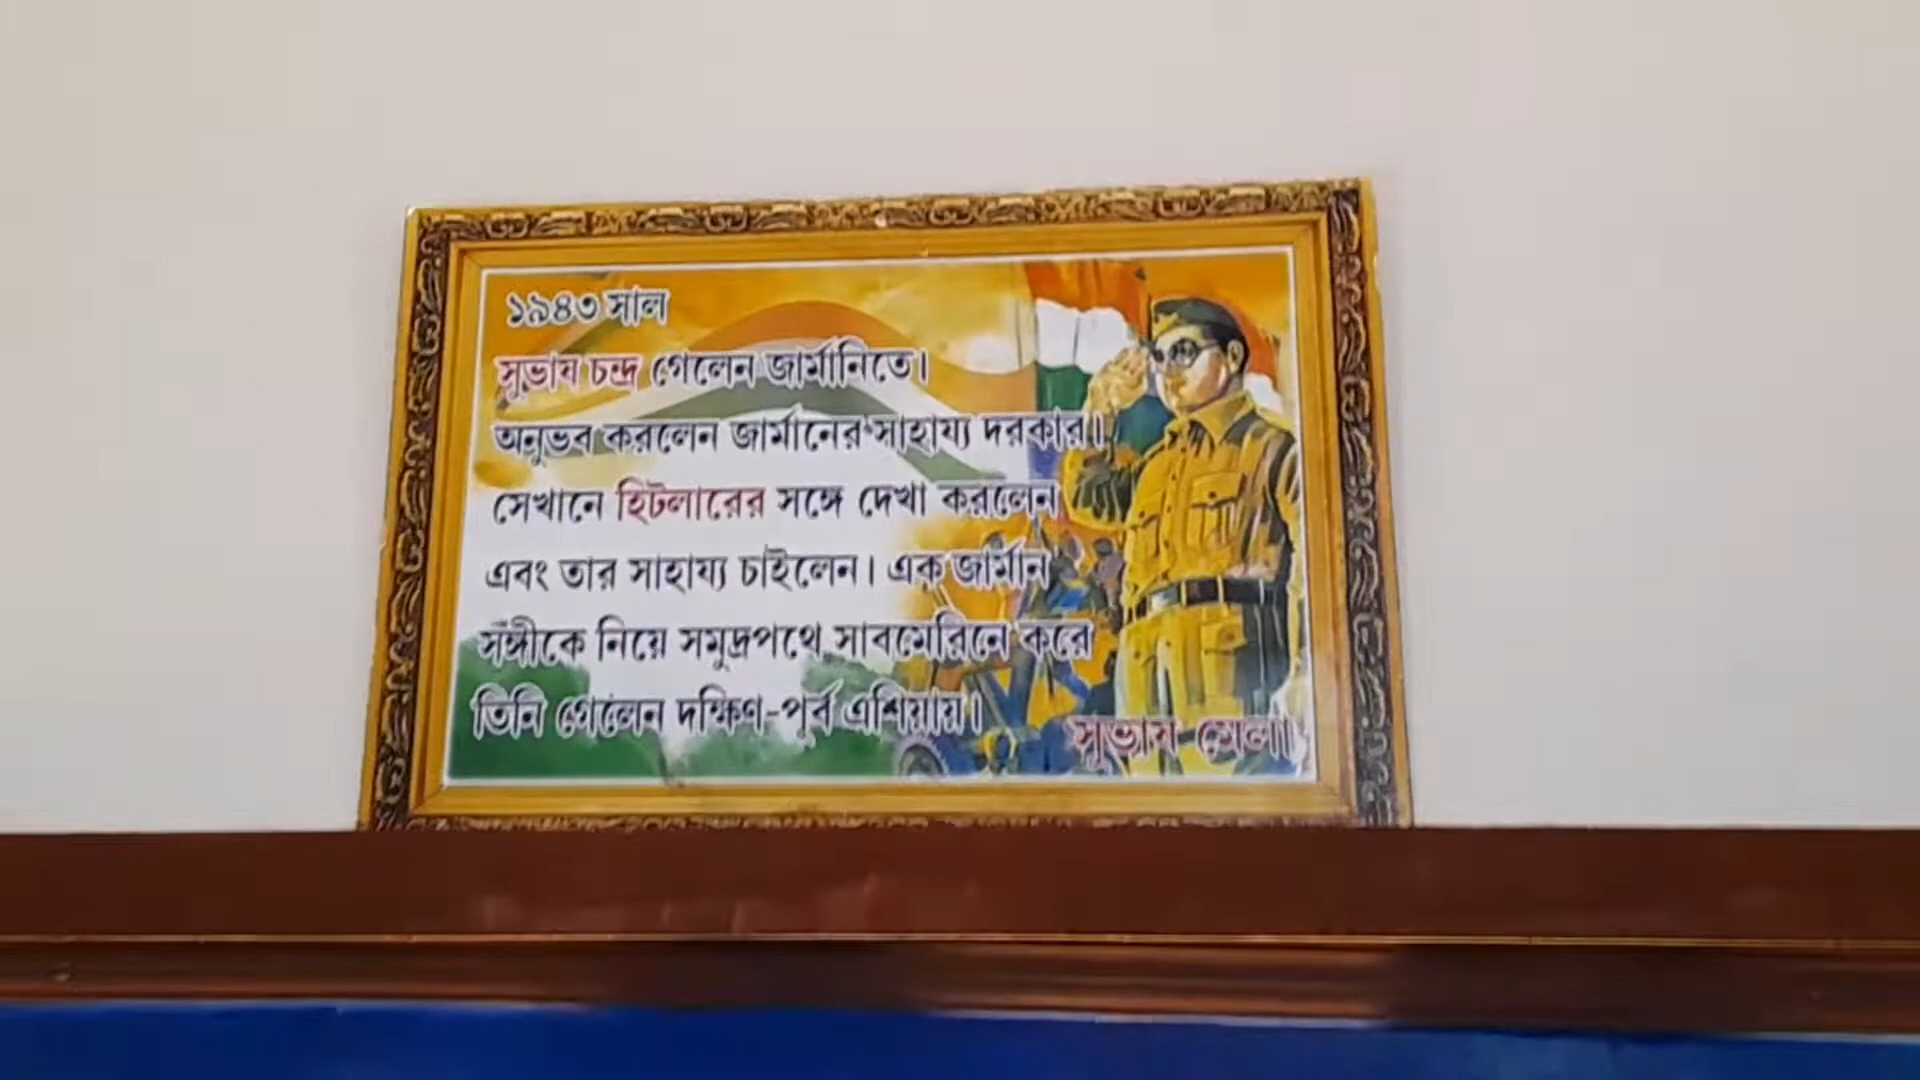 ১৯৪৩ সাল
সুভাষ চন্দ্র গেলেন জার্মানিতে।
অনুভব করলেন জার্মানের সাহায্য দরকার।
সেখানে হিটলারের সঙ্গে দেখা করলেন
এবং তার সাহায্য চাইলেন। এক জার্মান
সঙ্গীকে নিয়ে সমুদ্রপথে সাবমেরিনে করে
তিনি গেলেন দক্ষিণ-পূর্ব এশিয়ায়।
সুভাষ মেলা